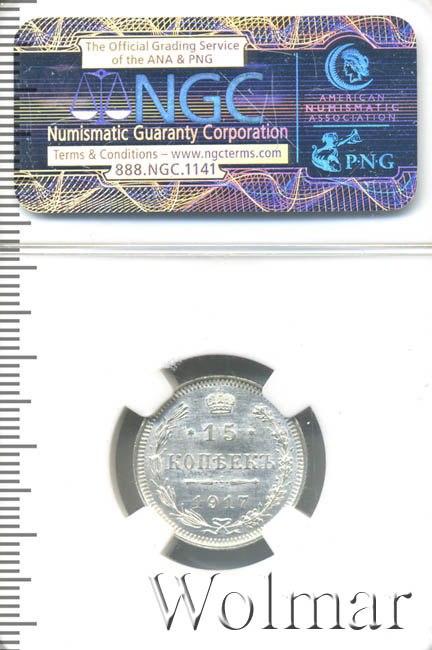 The Official Grading Service
of the ANA & PNG
NGC
Numismatic Guaranty Corporation
Terms & Conditions – www.ngcterms.com
888.NGC.1141
AMERICAN
NUMISMATIC
ASSOCIATION
P·N·G
15
КОПѢЕКЪ
1917
Wolmar